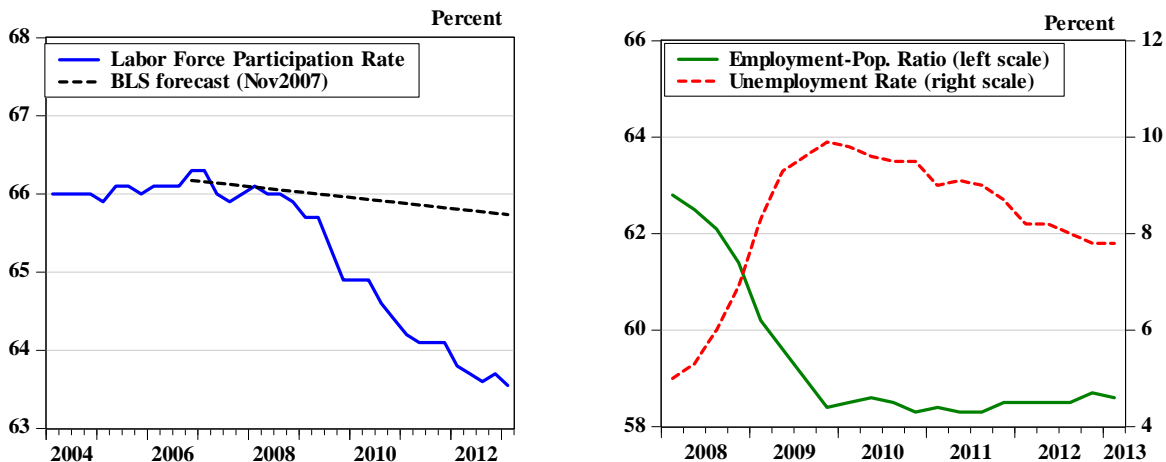 Percent
68
67
66
65
64
63
Labor Force Participation Rate
BLS forecast (Nov2007)
2004 2006 2008 2010 2012
Percent
66
64
62
60
58
12
10
8
6
4
Employment-Pop. Ratio (left scale)
Unemployment Rate (right scale)
2008 2009 2010 2011 2012 2013